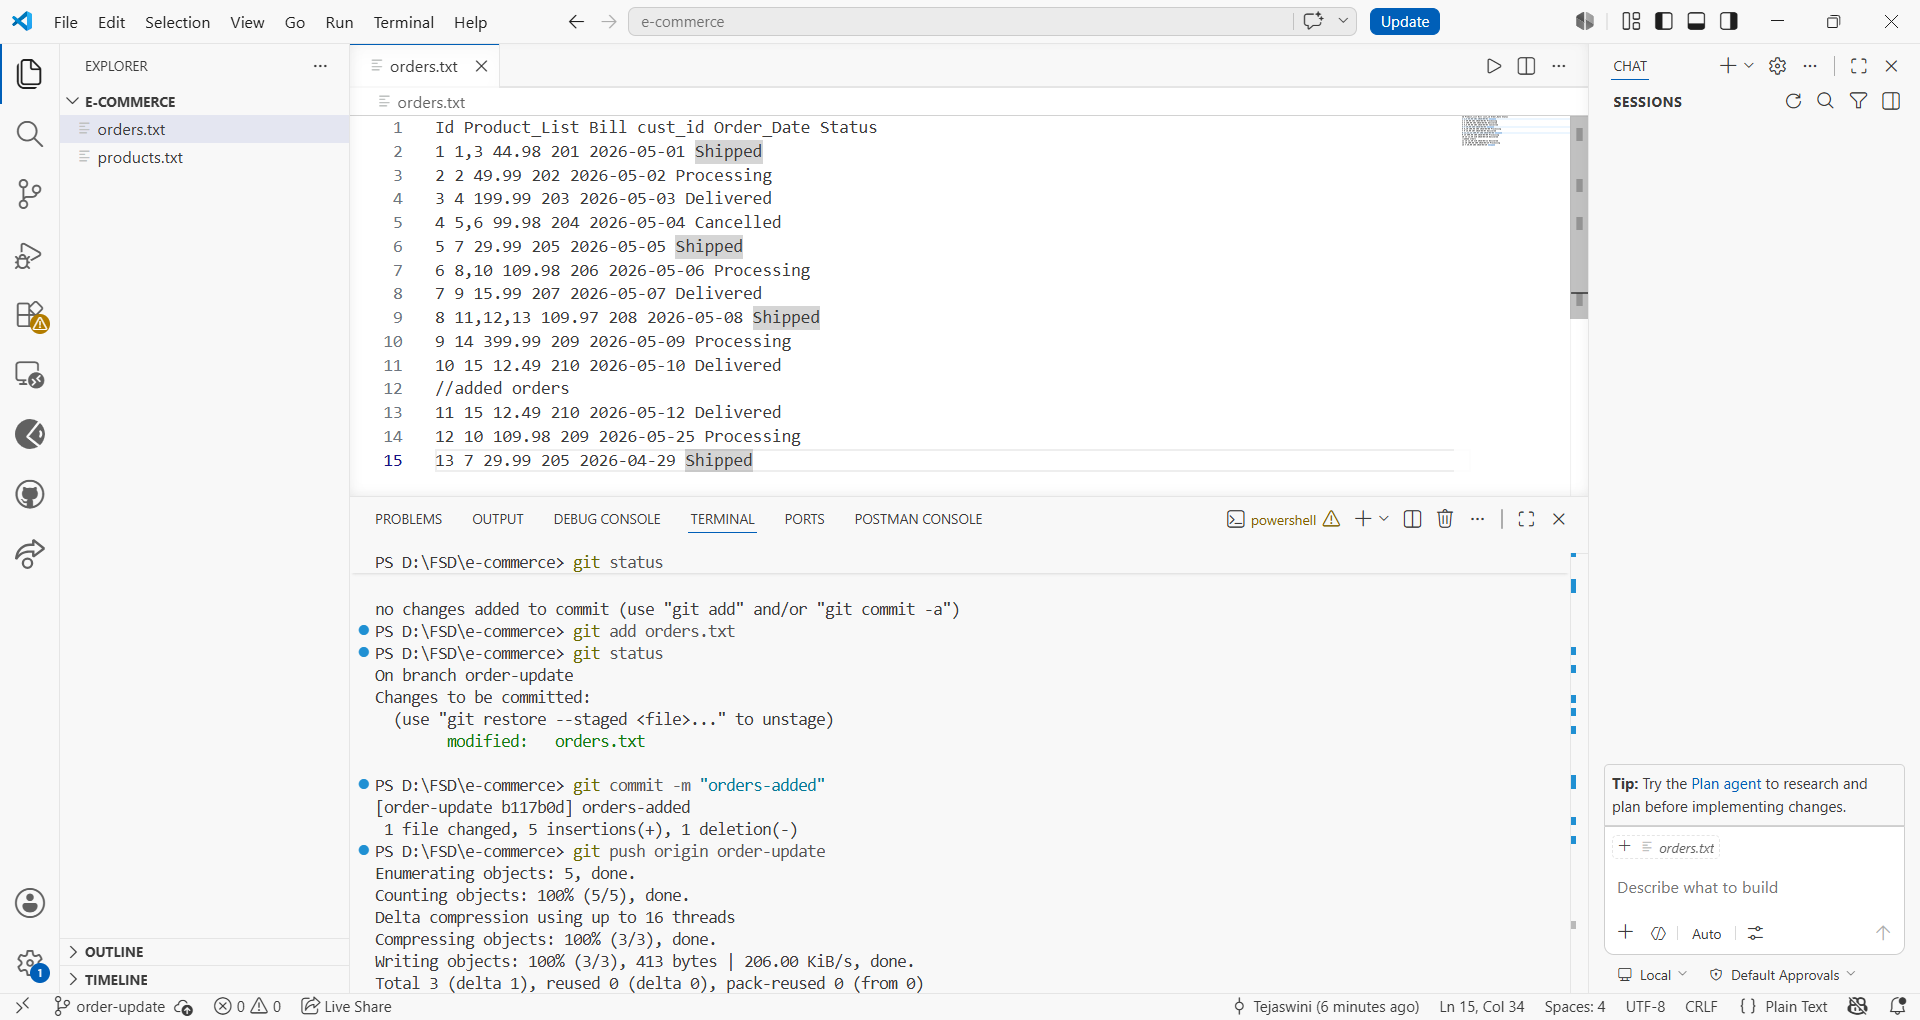 File Edit Selection View Go Run Terminal Help
e-commerce
Update
EXPLORER
E-COMMERCE
orders.txt
products.txt
OUTLINE
TIMELINE
orders.txt
orders.txt
1 Id Product_List Bill cust_id Order_Date Status
2 1 1,3 44.98 201 2026-05-01 Shipped
3 2 2 49.99 202 2026-05-02 Processing
4 3 4 199.99 203 2026-05-03 Delivered
5 4 5,6 99.98 204 2026-05-04 Cancelled
6 5 7 29.99 205 2026-05-05 Shipped
7 6 8,10 109.98 206 2026-05-06 Processing
8 7 9 15.99 207 2026-05-07 Delivered
9 8 11,12,13 109.97 208 2026-05-08 Shipped
10 9 14 399.99 209 2026-05-09 Processing
11 10 15 12.49 210 2026-05-10 Delivered
12 //added orders
13 11 15 12.49 210 2026-05-12 Delivered
14 12 10 109.98 209 2026-05-25 Processing
15 13 7 29.99 205 2026-04-29 Shipped
PROBLEMS OUTPUT DEBUG CONSOLE TERMINAL PORTS POSTMAN CONSOLE
powershell
PS D:\FSD\e-commerce> git status
no changes added to commit (use "git add" and/or "git commit -a")
PS D:\FSD\e-commerce> git add orders.txt
PS D:\FSD\e-commerce> git status
On branch order-update
Changes to be committed:
(use "git restore --staged <file>..." to unstage)
modified: orders.txt
PS D:\FSD\e-commerce> git commit -m "orders-added"
[order-update b117b0d] orders-added
1 file changed, 5 insertions(+), 1 deletion(-)
PS D:\FSD\e-commerce> git push origin order-update
Enumerating objects: 5, done.
Counting objects: 100% (5/5), done.
Delta compression using up to 16 threads
Compressing objects: 100% (3/3), done.
Writing objects: 100% (3/3), 413 bytes | 206.00 KiB/s, done.
Total 3 (delta 1), reused 0 (delta 0), pack-reused 0 (from 0)
CHAT
SESSIONS
Tip: Try the Plan agent to research and
plan before implementing changes.
orders.txt
Describe what to build
Auto
Local Default Approvals
1
order-update 0 0 Live Share Tejaswini (6 minutes ago) Ln 15, Col 34 Spaces: 4 UTF-8 CRLF {} Plain Text